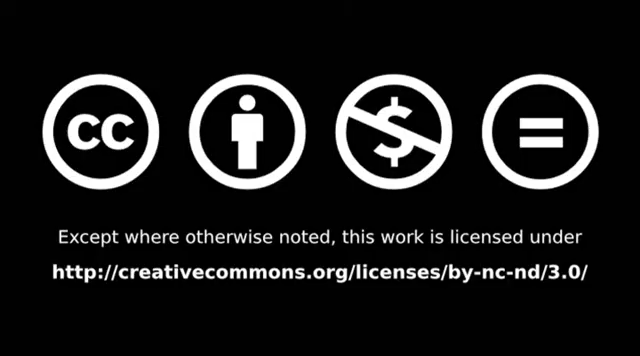 cc
$
=
Except where otherwise noted, this work is licensed under
http://creativecommons.org/licenses/by-nc-nd/3.0/